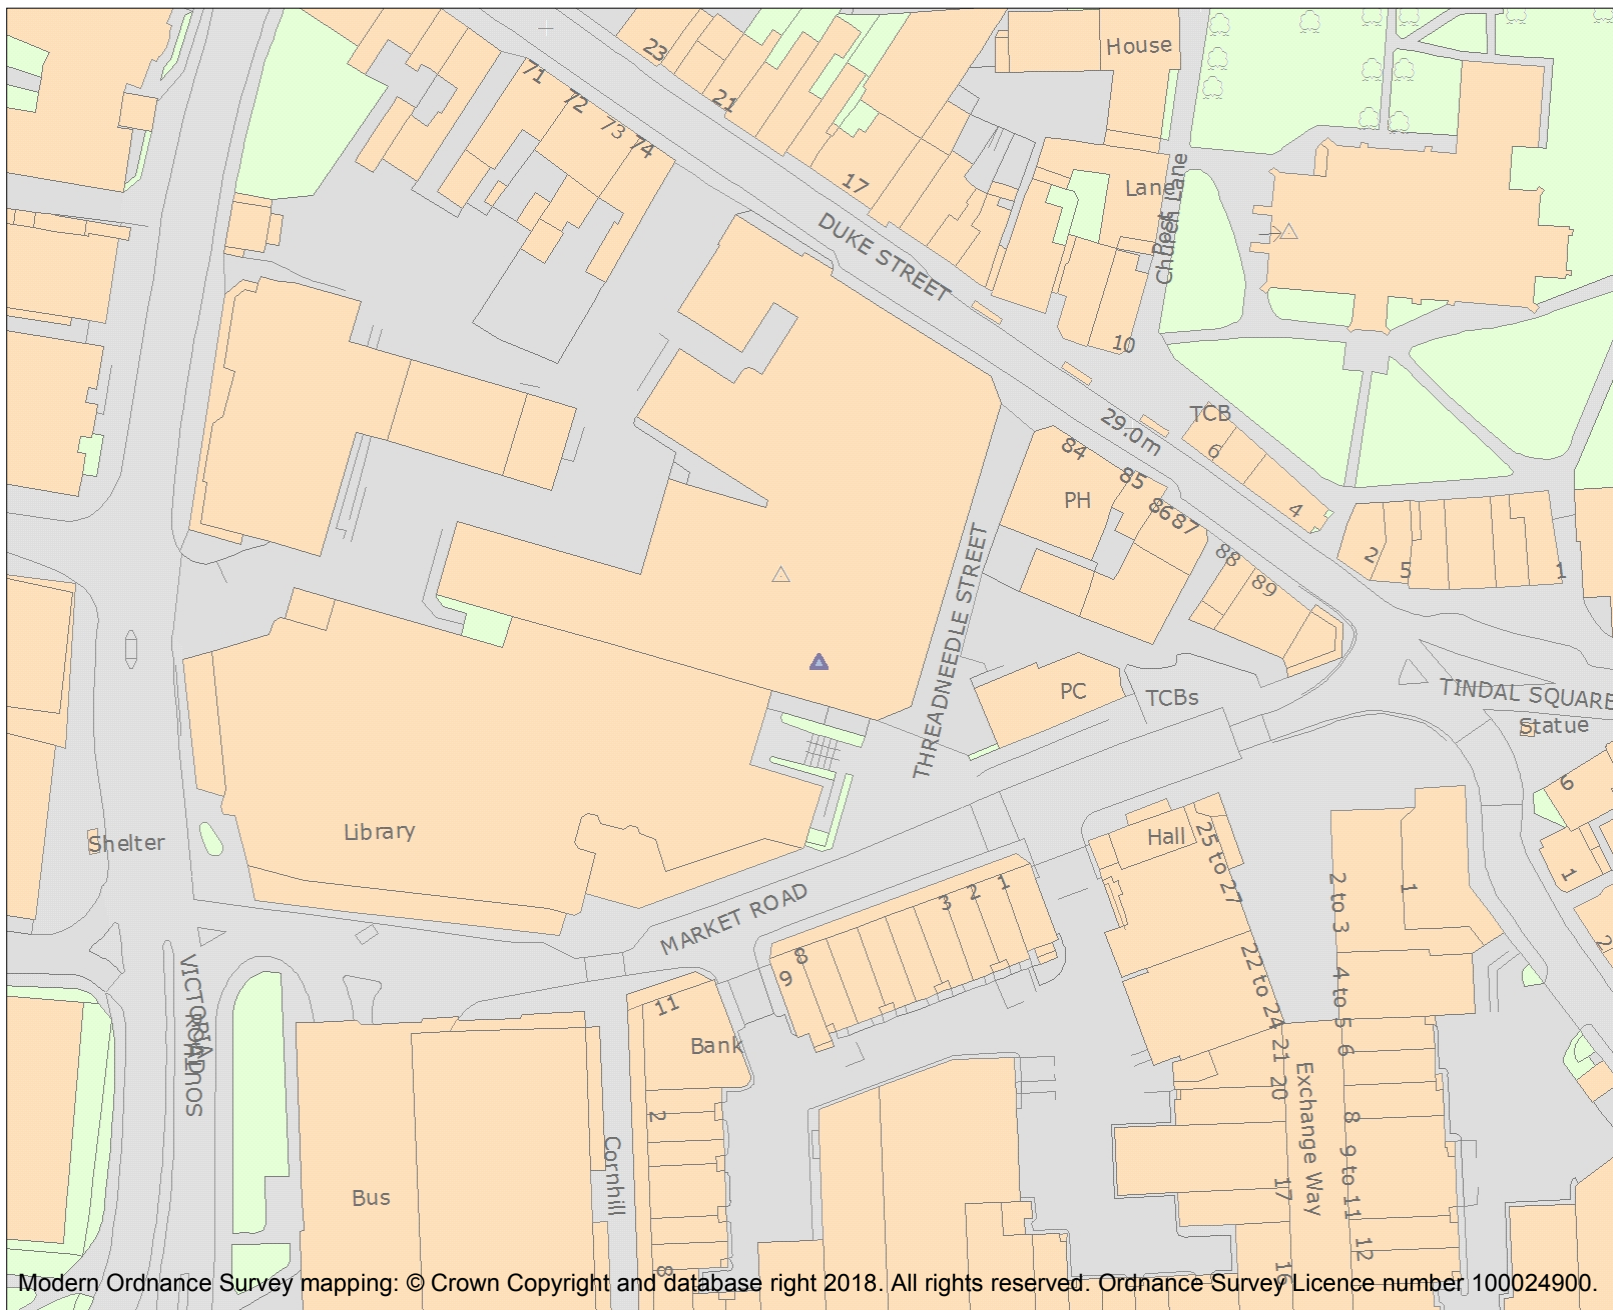 House
23
71
72
73
74
21
17
Lane
Church Lane
DUKE STREET
10
TCB
6
29.0m
84
85
PH
86
87
4
88
89
2
5
1
THREADNEEDLE STREET
PC
TCBs
TINDAL SQUARE
Statue
6
Library
Shelter
Hall
25 to 27
1
2 to 3
1
3
2
1
MARKET ROAD
2
8
9
22 to 24
4 to 5
VICTORIA
ROAD
SOUTH
11
Bank
21
6
20
Exchange Way
2
8
Cornhill
9 to 11
17
Bus
12
8
16
Modern Ordnance Survey mapping: © Crown Copyright and database right 2018. All rights reserved. Ordnance Survey Licence number 100024900.